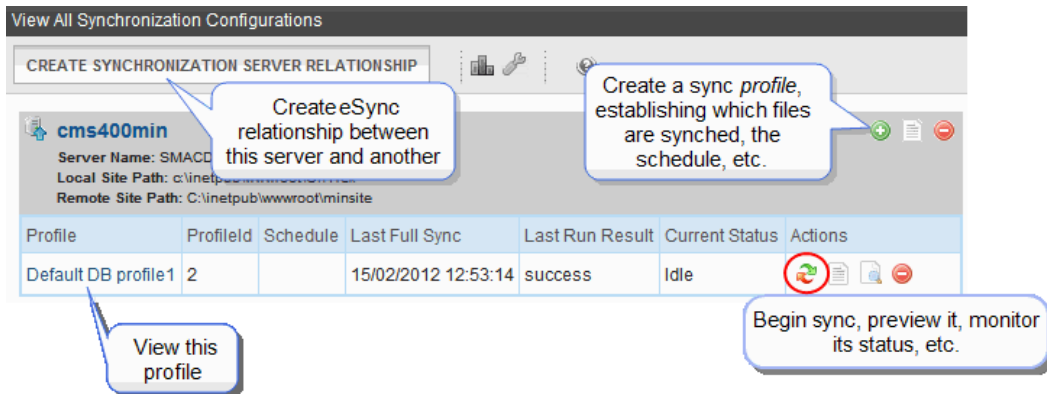 View All Synchronization Configurations
CREATE SYNCHRONIZATION SERVER RELATIONSHIP
Create a sync profile,
establishing which files
are synched, the
schedule, etc.
Create eSync
relationship between
this server and another
cms400min
Server Name: SMACD
Local Site Path: c:\inetpub\
Remote Site Path: C:\inetpub\wwwroot\minsite
Profile ProfileId Schedule Last Full Sync Last Run Result Current Status Actions
Default DB profile1 2 15/02/2012 12:53:14 success Idle
View this
profile
Begin sync, preview it, monitor
its status, etc.